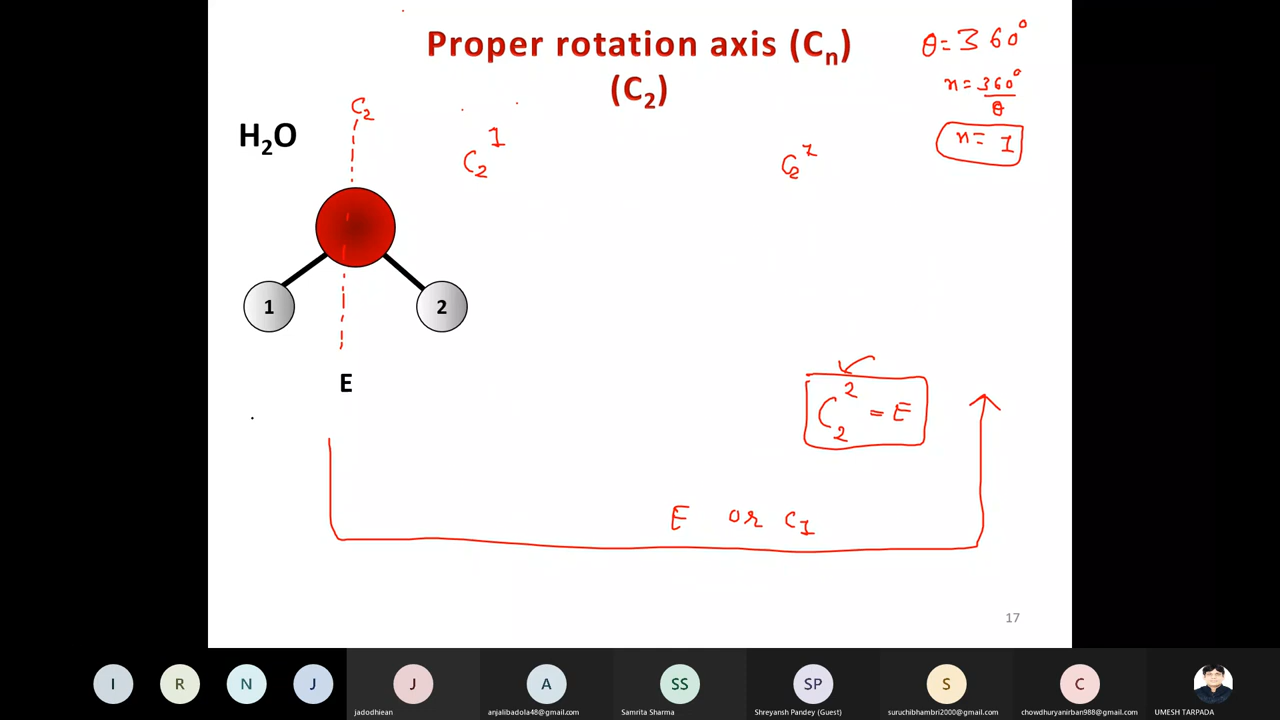 Proper rotation axis (Cn)
(C2)
θ = 360°
n = 360°
θ
n = 1
C2
H2O
C2^1
C2^1
1
2
E
C2^2 = E
E or C1
17
I
R
N
J
J
A
SS
SP
S
C
jadodhiean
anjalibadola48@gmail.com
Samrita Sharma
Shreyansh Pandey (Guest)
suruchibhambri2000@gmail.com
chowdhuryanirban988@gmail.com
UMESH TARPADA